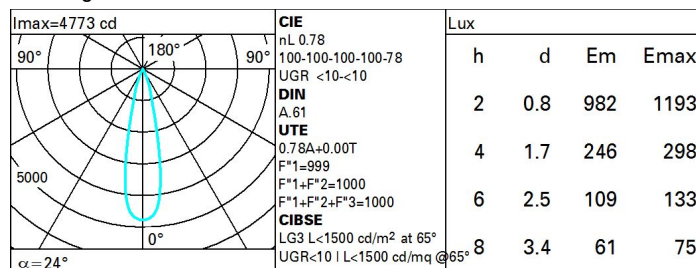 Imax=4773 cd
90°
180°
90°
5000
0°
α=24°
CIE
nL 0.78
100-100-100-100-78
UGR <10-<10
DIN
A.61
UTE
0.78A+0.00T
F"1=999
F"1+F"2=1000
F"1+F"2+F"3=1000
CIBSE
LG3 L<1500 cd/m² at 65°
UGR<10 | L<1500 cd/mq @65°
Lux
h d Em Emax
2 0.8 982 1193
4 1.7 246 298
6 2.5 109 133
8 3.4 61 75